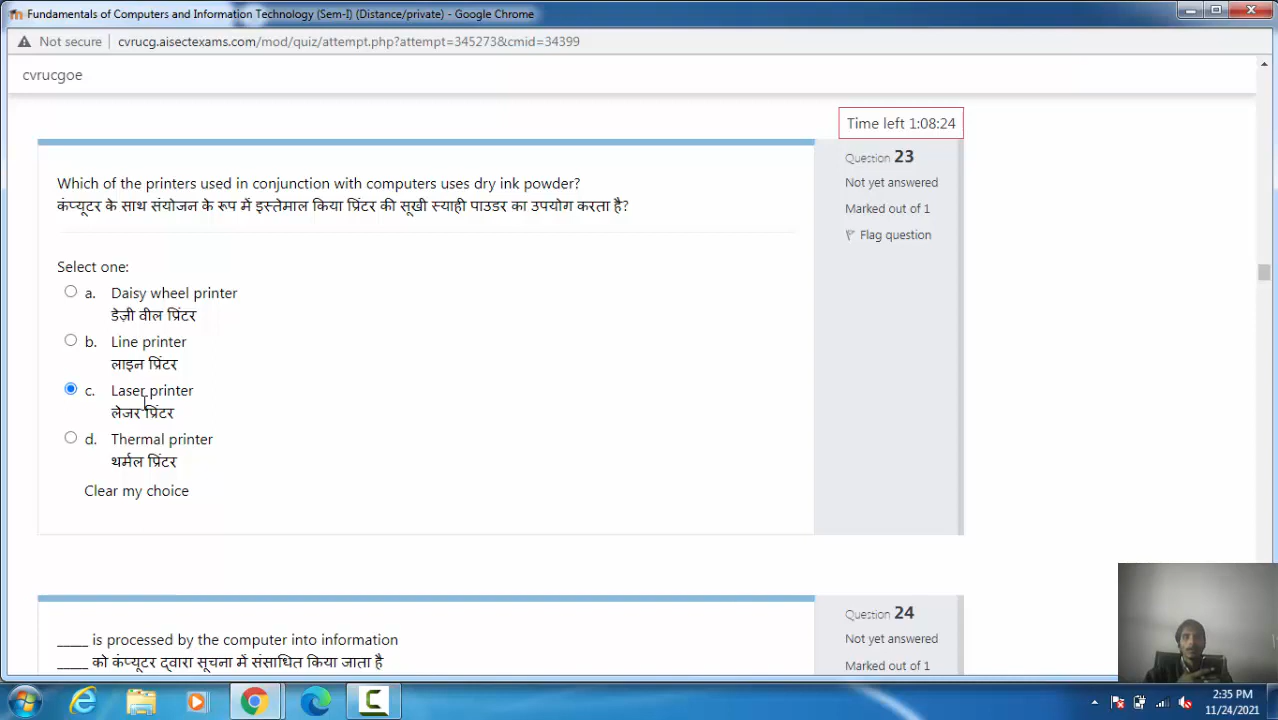 Fundamentals of Computers and Information Technology (Sem-I) (Distance/private) - Google Chrome
Not secure
cvrucg.aisectexams.com/mod/quiz/attempt.php?attempt=345273&cmid=34399
cvrucgoe
Time left 1:08:24
Which of the printers used in conjunction with computers uses dry ink powder?
कंप्यूटर के साथ संयोजन के रूप में इस्तेमाल किया प्रिंटर की सूखी स्याही पाउडर का उपयोग करता है?
Select one:
a. Daisy wheel printer
डेज़ी वील प्रिंटर
b. Line printer
लाइन प्रिंटर
c. Laser printer
लेजर प्रिंटर
d. Thermal printer
थर्मल प्रिंटर
Clear my choice
Question 23
Not yet answered
Marked out of 1
Flag question
_____ is processed by the computer into information
_____ को कंप्यूटर द्वारा सूचना में संसाधित किया जाता है
Question 24
Not yet answered
Marked out of 1
2:35 PM
11/24/2021